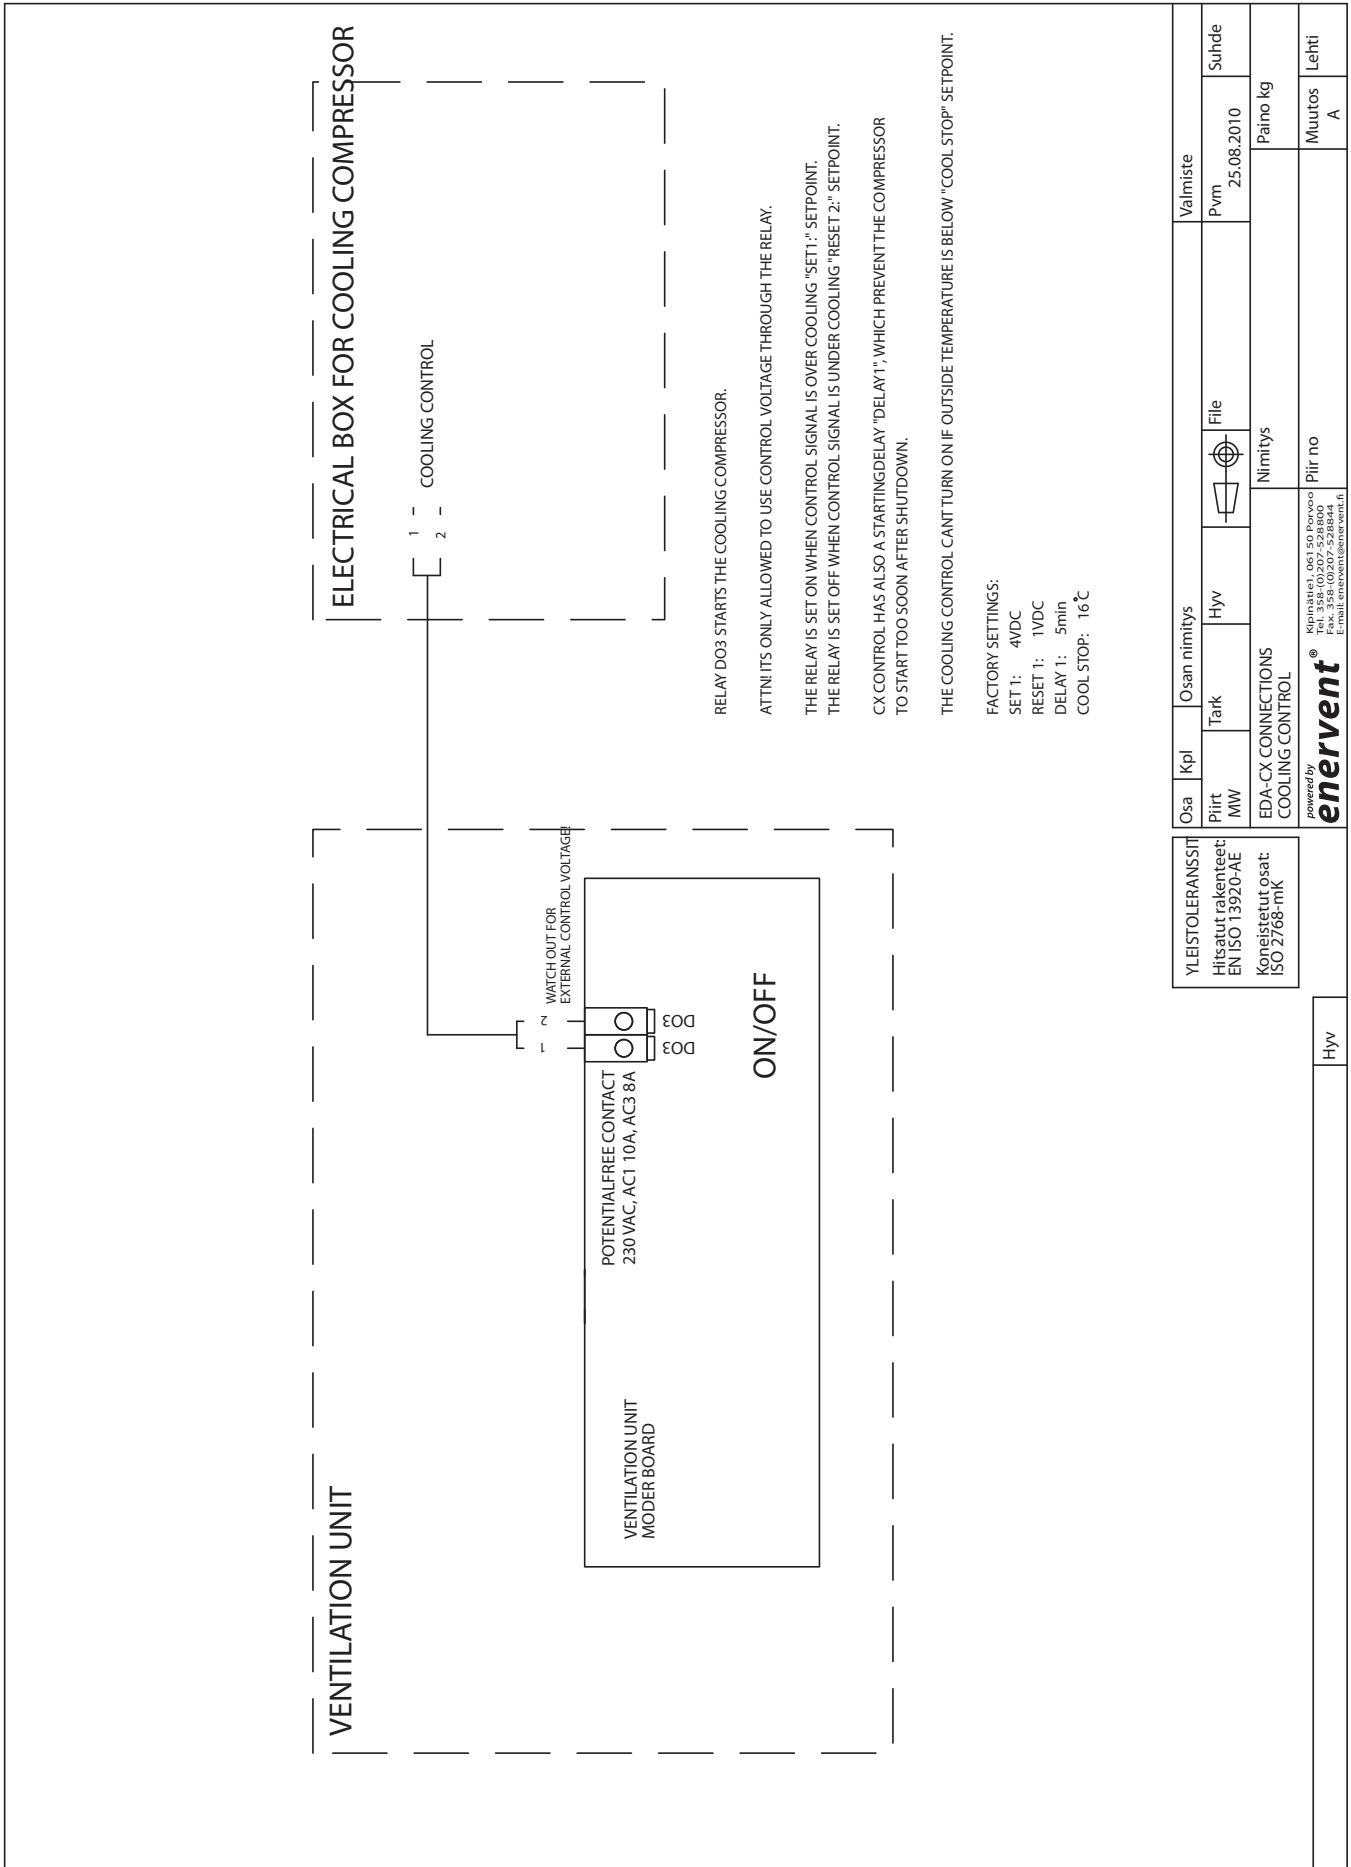 VENTILATION UNIT
ELECTRICAL BOX FOR COOLING COMPRESSOR
1
2
COOLING CONTROL
WATCH OUT FOR
EXTERNAL CONTROL VOLTAGE!
1
2
POTENTIALFREE CONTACT
230 VAC, AC1 10A, AC3 8A
DO3
DO3
VENTILATION UNIT
MODER BOARD
ON/OFF
RELAY DO3 STARTS THE COOLING COMPRESSOR.
ATTN! ITS ONLY ALLOWED TO USE CONTROL VOLTAGE THROUGH THE RELAY.
THE RELAY IS SET ON WHEN CONTROL SIGNAL IS OVER COOLING "SET1:" SETPOINT.
THE RELAY IS SET OFF WHEN CONTROL SIGNAL IS UNDER COOLING "RESET 2:" SETPOINT.
CX CONTROL HAS ALSO A STARTINGDELAY "DELAY1", WHICH PREVENT THE COMPRESSOR
TO START TOO SOON AFTER SHUTDOWN.
THE COOLING CONTROL CANT TURN ON IF OUTSIDE TEMPERATURE IS BELOW "COOL STOP" SETPOINT.
FACTORY SETTINGS:
SET 1: 4VDC
RESET 1: 1VDC
DELAY 1: 5min
COOL STOP: 16°C
YLEISTOLERANSSIT
Hitsatut rakenteet:
EN ISO 13920-AE
Koneistetut osat:
ISO 2768-mK
Osa
Kpl
Osan nimitys
Valmiste
Piirt
MW
Tark
Hyv
File
Pvm
25.08.2010
Suhde
EDA-CX CONNECTIONS
COOLING CONTROL
Nimitys
Paino kg
powered by
enervent ®
Kipinätie1, 06150 Porvoo
Tel. 358-(0)207-528800
Fax. 358-(0)207-528844
E-mail: enervent@enervent.fi
Piir no
Muutos
A
Lehti
Hyv